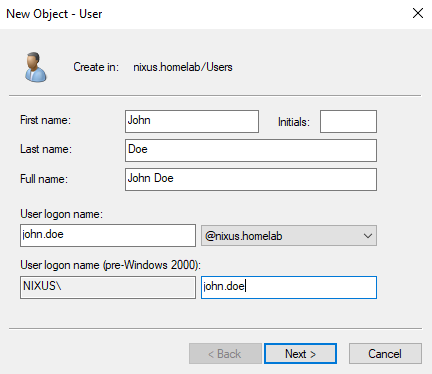 New Object - User
Create in: nixus.homelab/Users
First name: John Initials:
Last name: Doe
Full name: John Doe
User logon name:
john.doe @nixus.homelab
User logon name (pre-Windows 2000):
NIXUS\ john.doe
< Back Next > Cancel